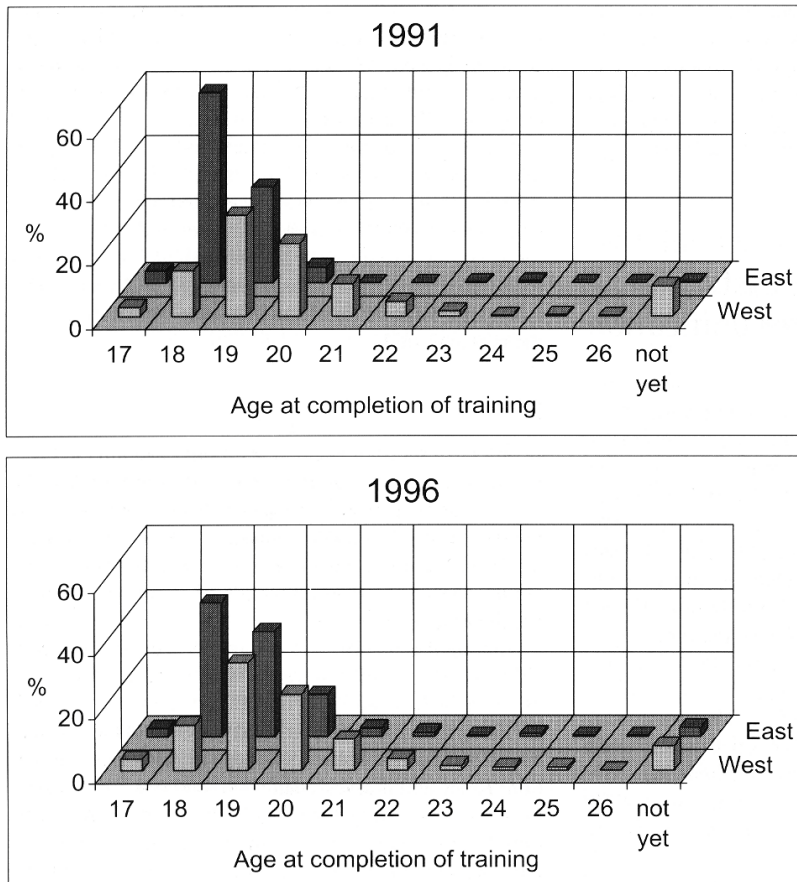 1991
60
40
%
20
0
East
West
17 18 19 20 21 22 23 24 25 26 not
yet
Age at completion of training
1996
60
40
%
20
0
East
West
17 18 19 20 21 22 23 24 25 26 not
yet
Age at completion of training